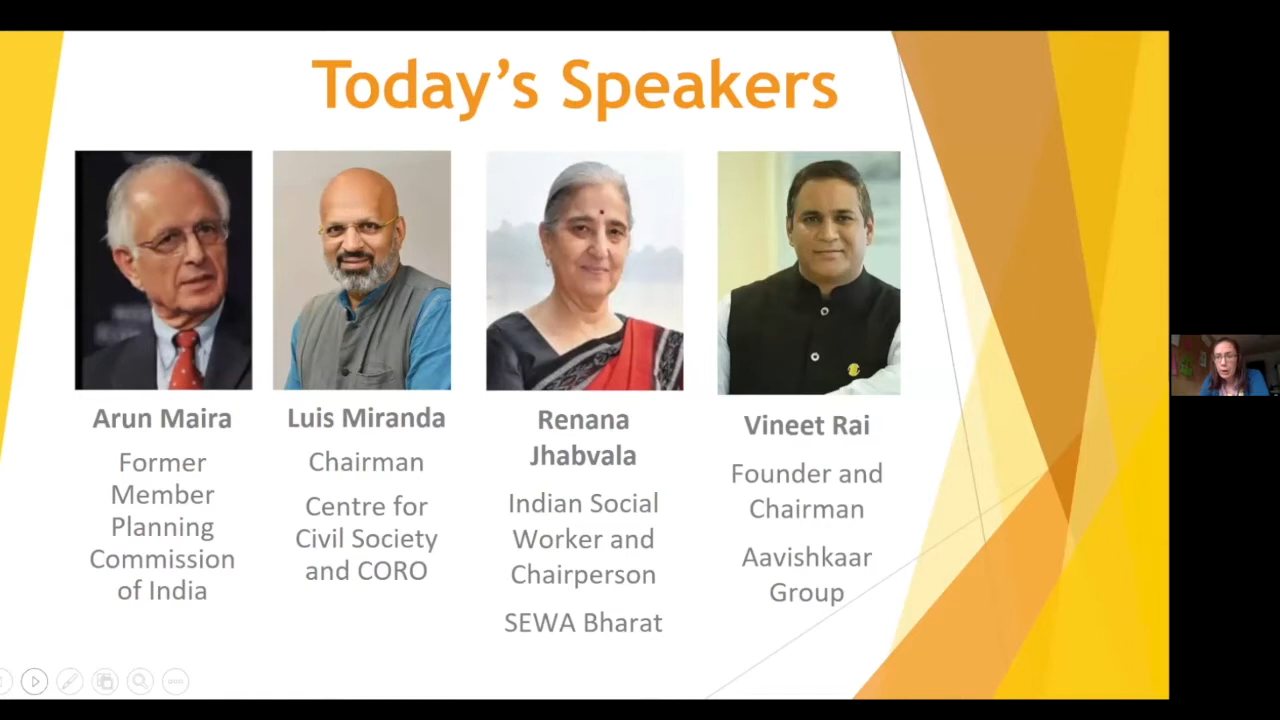 Today's Speakers
Arun Maira
Former
Member
Planning
Commission
of India
Luis Miranda
Chairman
Centre for
Civil Society
and CORO
Renana
Jhabvala
Indian Social
Worker and
Chairperson
SEWA Bharat
Vineet Rai
Founder and
Chairman
Aavishkaar
Group